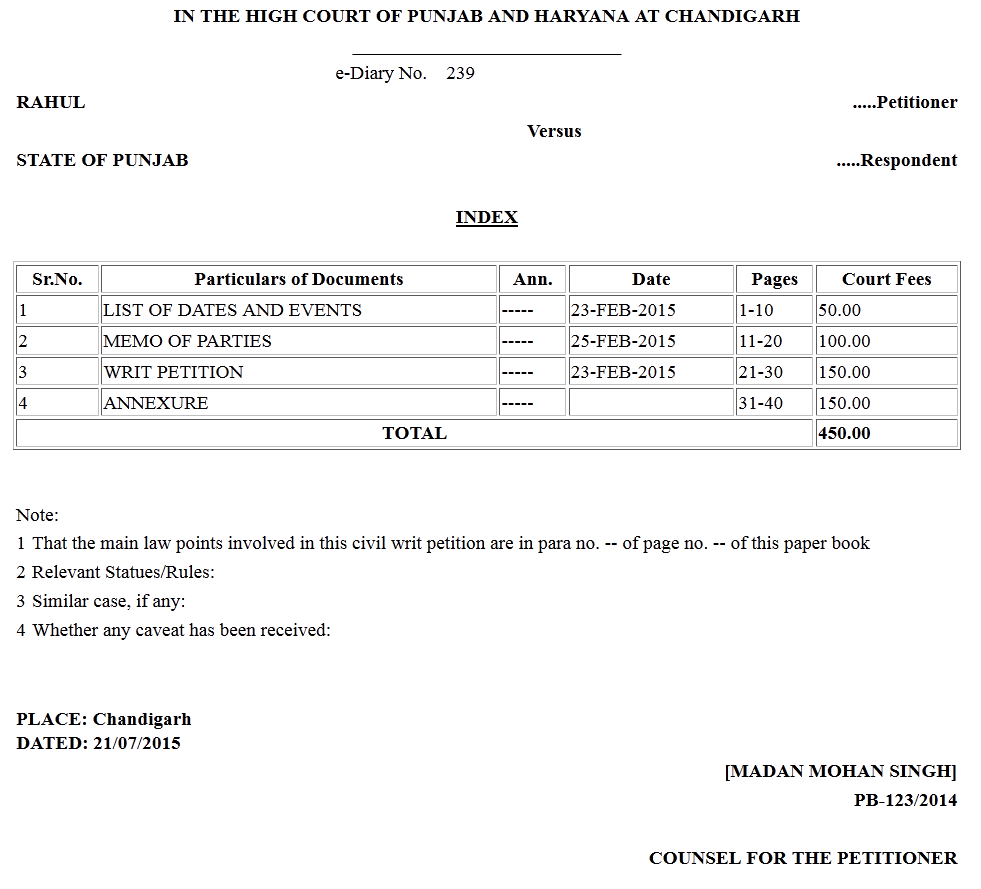 IN THE HIGH COURT OF PUNJAB AND HARYANA AT CHANDIGARH
e-Diary No. 239
RAHUL .....Petitioner
Versus
STATE OF PUNJAB .....Respondent
INDEX
Sr.No. Particulars of Documents Ann. Date Pages Court Fees
1 LIST OF DATES AND EVENTS ----- 23-FEB-2015 1-10 50.00
2 MEMO OF PARTIES ----- 25-FEB-2015 11-20 100.00
3 WRIT PETITION ----- 23-FEB-2015 21-30 150.00
4 ANNEXURE ----- 31-40 150.00
TOTAL 450.00
Note:
1 That the main law points involved in this civil writ petition are in para no. -- of page no. -- of this paper book
2 Relevant Statues/Rules:
3 Similar case, if any:
4 Whether any caveat has been received:
PLACE: Chandigarh
DATED: 21/07/2015
[MADAN MOHAN SINGH]
PB-123/2014
COUNSEL FOR THE PETITIONER